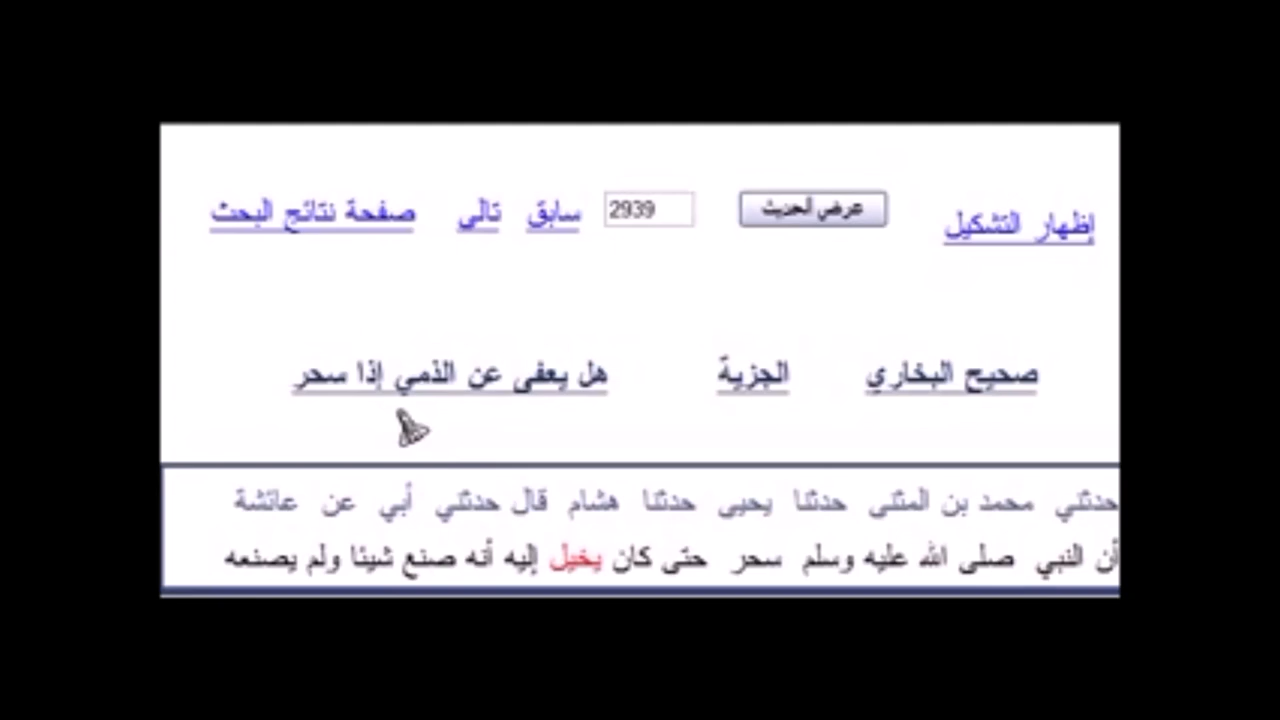 إظهار التشكيل عرض الحديث 2939 سابق تالى صفحة نتائج البحث
صحيح البخاري الجزية هل يعفى عن الذمي إذا سحر
حدثني محمد بن المثنى حدثنا يحيى حدثنا هشام قال حدثني أبي عن عائشة
أن النبي صلى الله عليه وسلم سحر حتى كان يخيل إليه أنه صنع شيئا ولم يصنعه